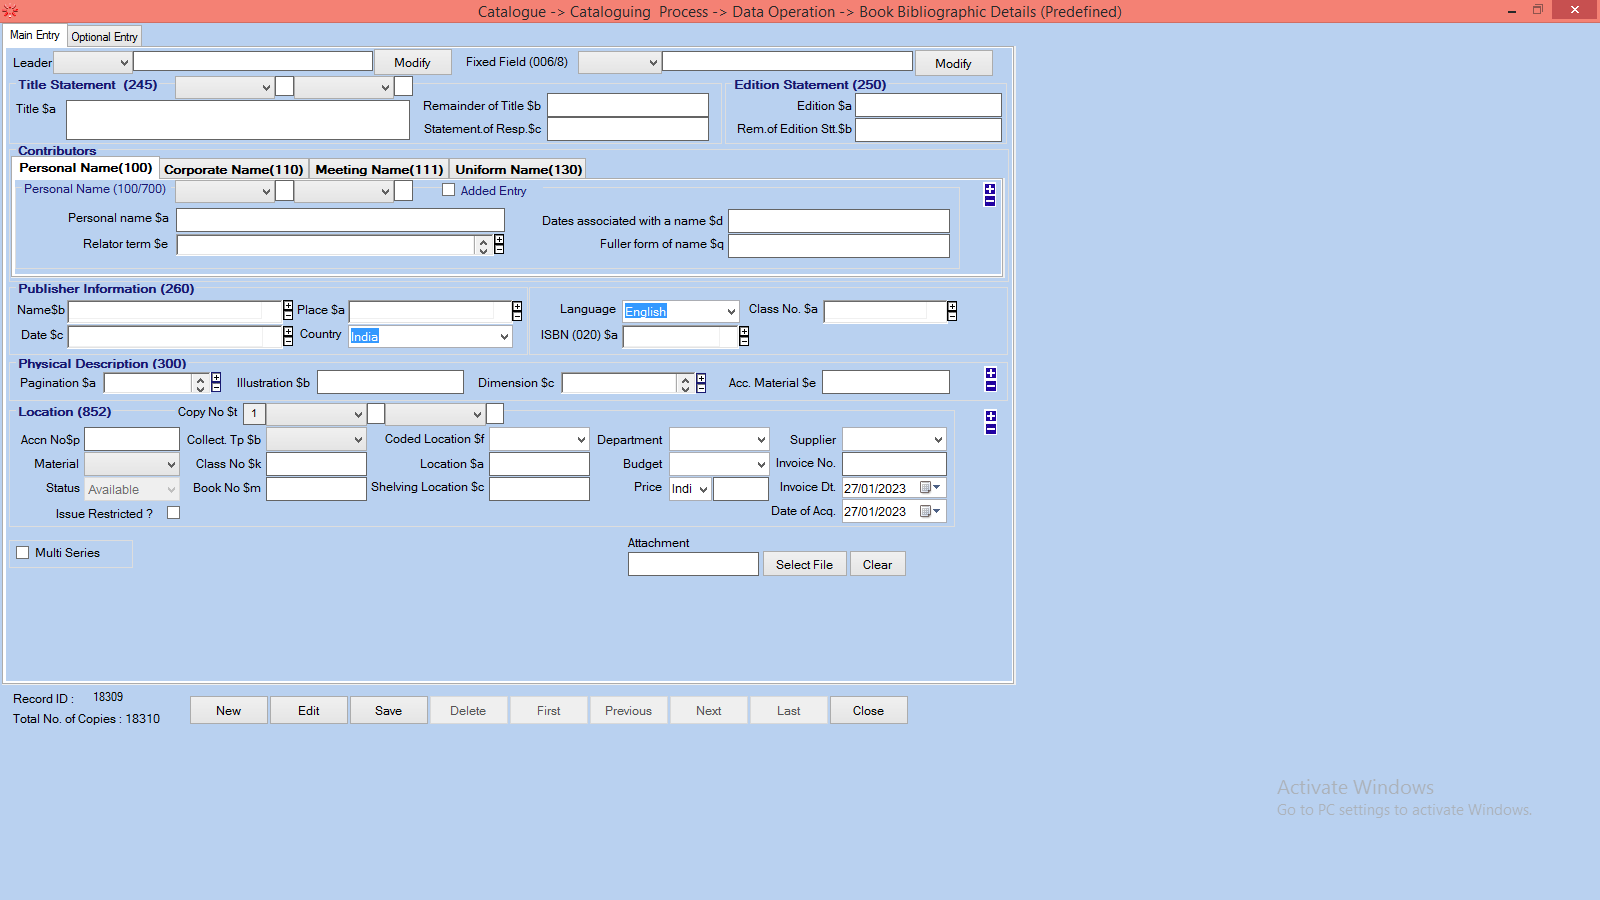 Catalogue -> Cataloguing  Process -> Data Operation -> Book Bibliographic Details (Predefined)
Main Entry Optional Entry
Leader Modify Fixed Field (006/8) Modify
Title Statement  (245) Edition Statement (250)
Title $a Remainder of Title $b Edition $a
Statement.of Resp.$c Rem.of Edition Stt.$b
Contributors
Personal Name(100) Corporate Name(110) Meeting Name(111) Uniform Name(130)
Personal Name (100/700) Added Entry
Personal name $a Dates associated with a name $d
Relator term $e Fuller form of name $q
Publisher Information (260)
Name$b Place $a Language English Class No. $a
Date $c Country India ISBN (020) $a
Physical Description (300)
Pagination $a Illustration $b Dimension $c Acc. Material $e
Location (852) Copy No $t 1
Accn No$p Collect. Tp $b Coded Location $f Department Supplier
Material Class No $k Location $a Budget Invoice No.
Status Available Book No $m Shelving Location $c Price Indi Invoice Dt. 27/01/2023
Issue Restricted ? Date of Acq. 27/01/2023
Multi Series Attachment
Select File Clear
Record ID : 18309
Total No. of Copies : 18310
New Edit Save Delete First Previous Next Last Close
Activate Windows
Go to PC settings to activate Windows.